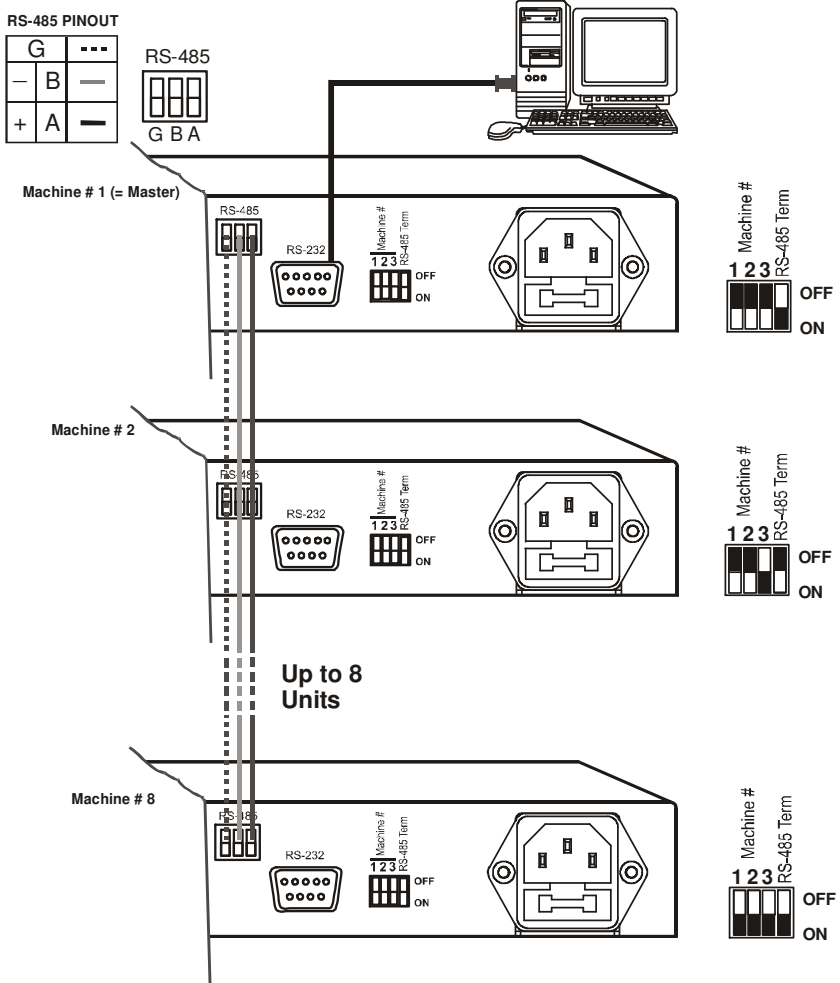 RS-485 PINOUT
G
– B
+ A
RS-485
G B A
Machine # 1 (= Master)
RS-485
RS-232
Machine #
RS-485 Term
1 2 3
OFF
ON
Machine #
RS-485 Term
1 2 3
OFF
ON
Machine # 2
RS-485
RS-232
Machine #
RS-485 Term
1 2 3
OFF
ON
Machine #
RS-485 Term
1 2 3
OFF
ON
Up to 8
Units
Machine # 8
RS-485
RS-232
Machine #
RS-485 Term
1 2 3
OFF
ON
Machine #
RS-485 Term
1 2 3
OFF
ON